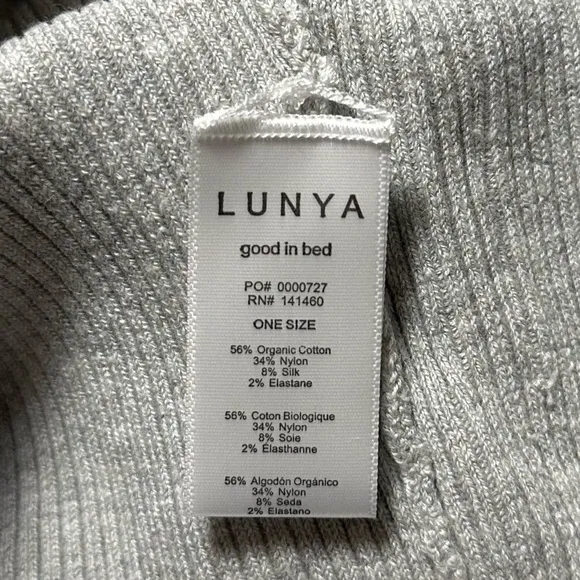 LUNYA
good in bed
PO# 0000727
RN# 141460
ONE SIZE
56% Organic Cotton
34% Nylon
8% Silk
2% Elastane
56% Coton Biologique
34% Nylon
8% Soie
2% Élasthanne
56% Algodón Orgánico
34% Nylon
8% Seda
2% Elastano